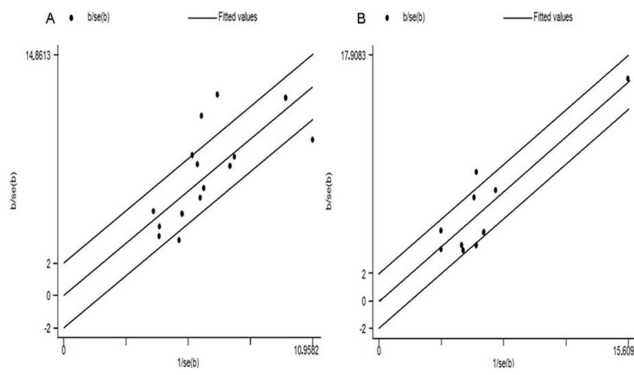 A
b/se(b)
Fitted values
14,8613
b/se(b)
2
0
-2
0
10.9582
1/se(b)
B
b/se(b)
Fitted values
17.9083
b/se(b)
2
0
-2
0
15.609
1/se(b)